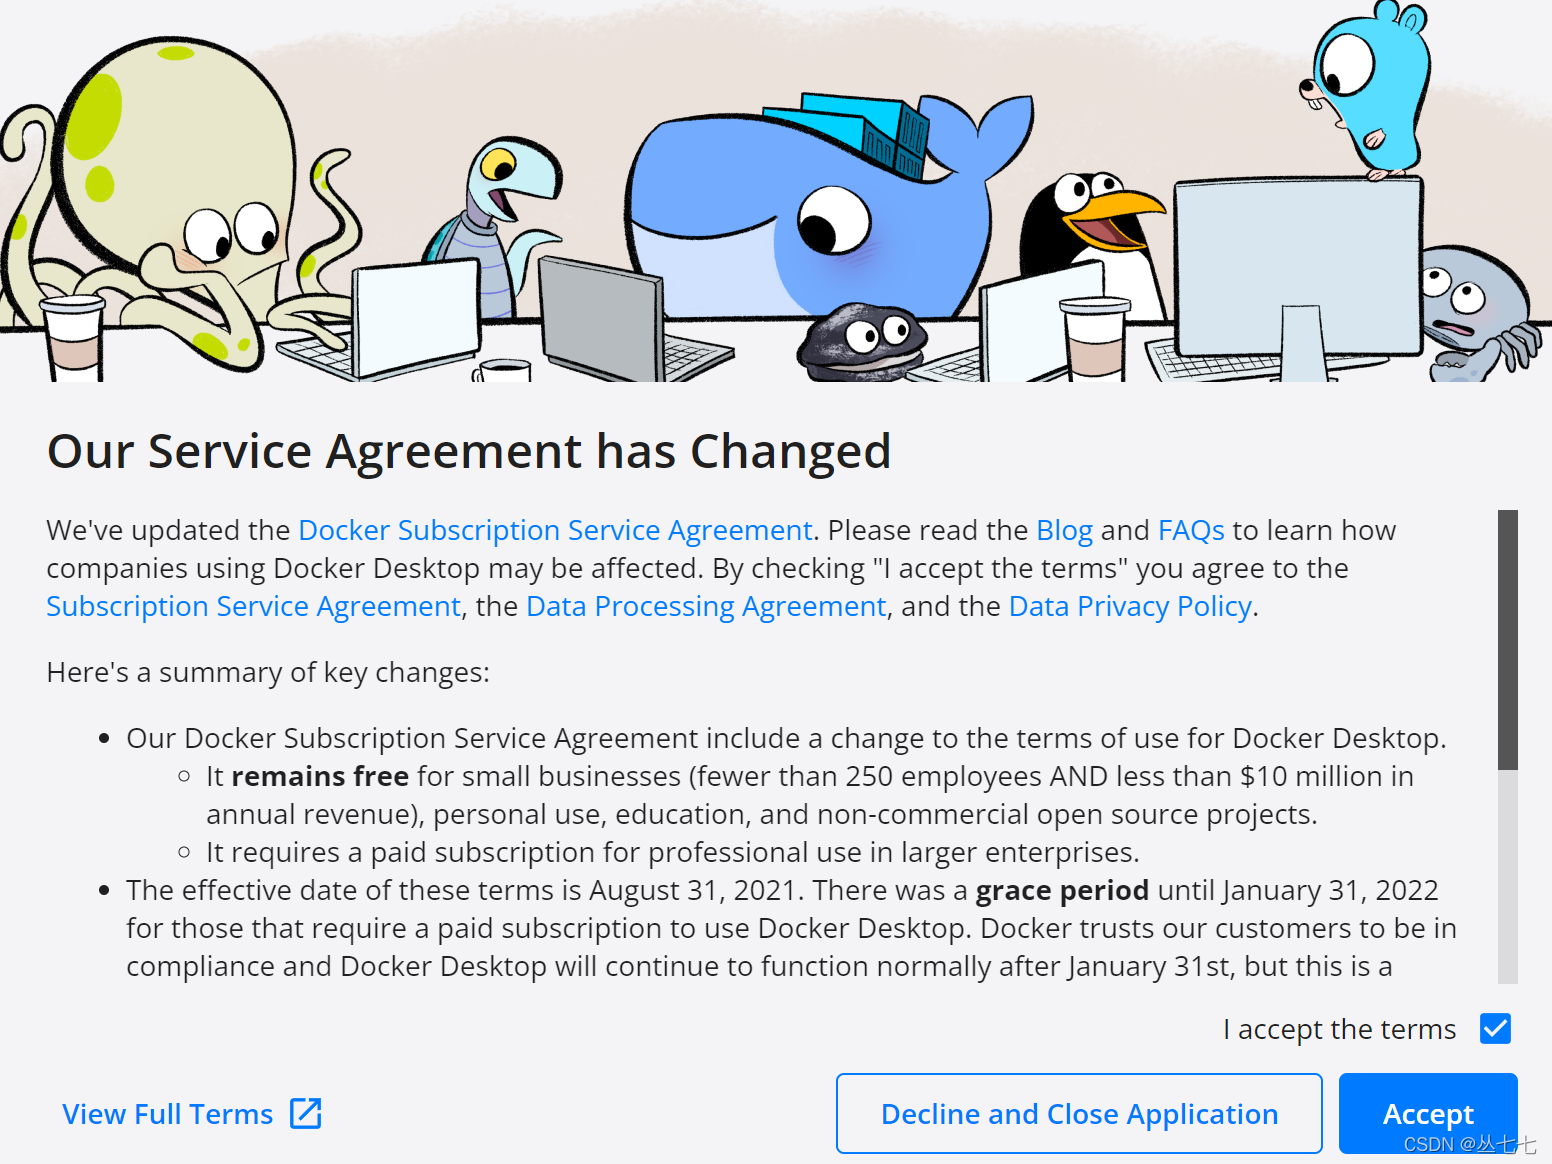 Our Service Agreement has Changed
We've updated the Docker Subscription Service Agreement. Please read the Blog and FAQs to learn how
companies using Docker Desktop may be affected. By checking "I accept the terms" you agree to the
Subscription Service Agreement, the Data Processing Agreement, and the Data Privacy Policy.
Here's a summary of key changes:
Our Docker Subscription Service Agreement include a change to the terms of use for Docker Desktop.
It remains free for small businesses (fewer than 250 employees AND less than $10 million in
annual revenue), personal use, education, and non-commercial open source projects.
It requires a paid subscription for professional use in larger enterprises.
The effective date of these terms is August 31, 2021. There was a grace period until January 31, 2022
for those that require a paid subscription to use Docker Desktop. Docker trusts our customers to be in
compliance and Docker Desktop will continue to function normally after January 31st, but this is a
I accept the terms
View Full Terms
Decline and Close Application
Accept
CSDN @丛七七